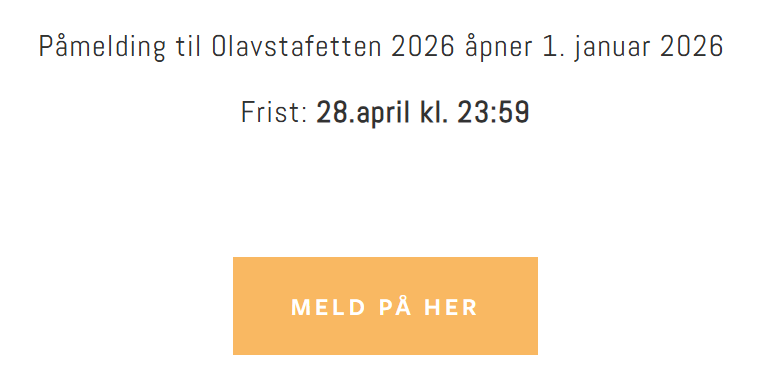 Påmelding til Olavstafetten 2026 åpner 1. januar 2026
Frist: 28.april kl. 23:59
MELD PÅ HER